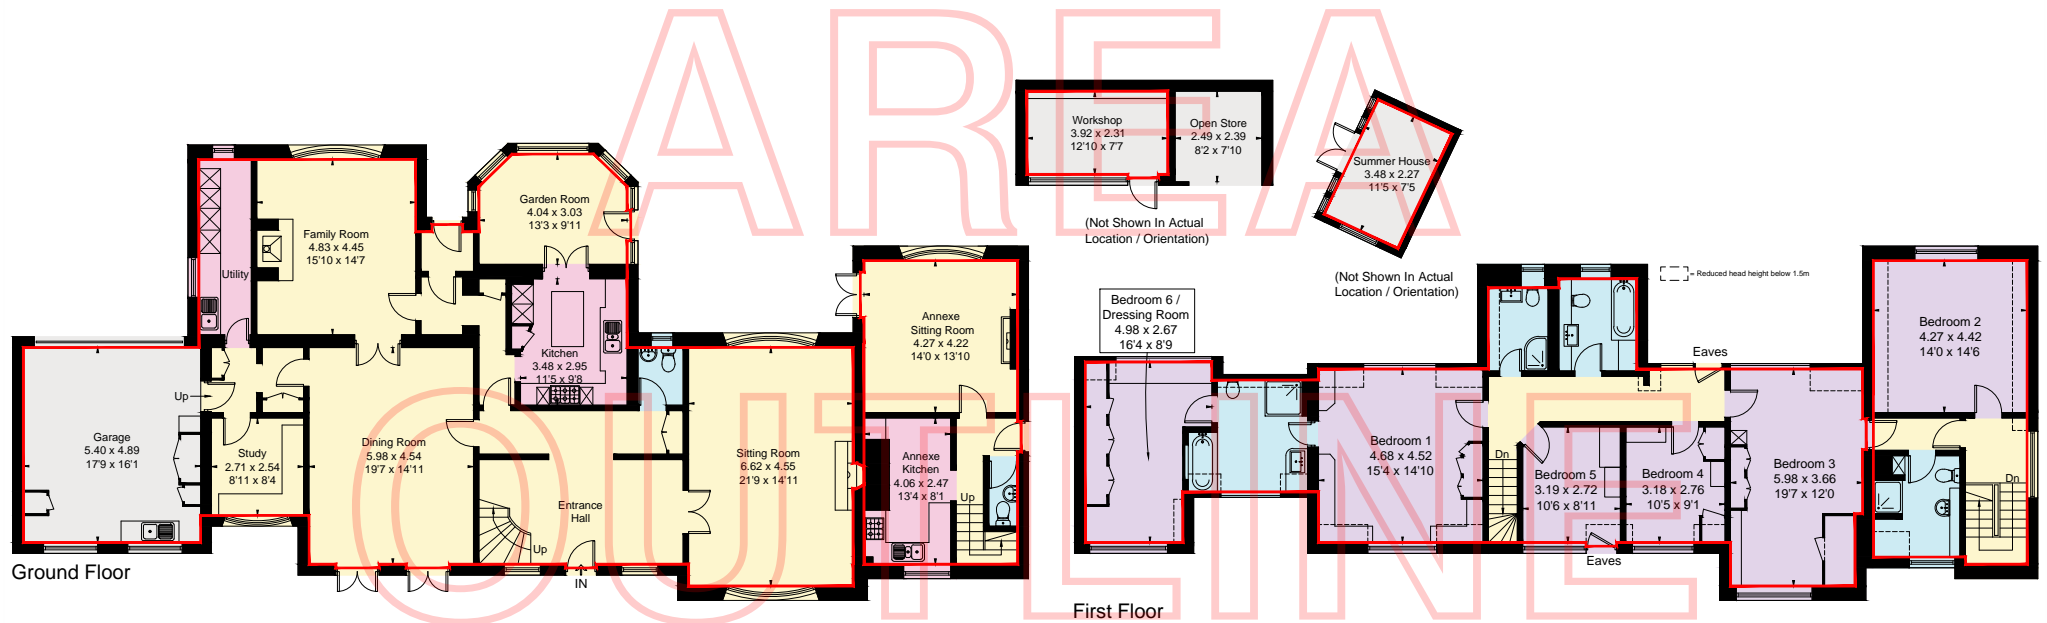 AREA
OUTLINE
Workshop
3.92 x 2.31
12'10 x 7'7
Open Store
2.49 x 2.39
8'2 x 7'10
(Not Shown In Actual
Location / Orientation)
Summer House
3.48 x 2.27
11'5 x 7'5
(Not Shown In Actual
Location / Orientation)
= Reduced head height below 1.5m
Family Room
4.83 x 4.45
15'10 x 14'7
Utility
Garden Room
4.04 x 3.03
13'3 x 9'11
Kitchen
3.48 x 2.95
11'5 x 9'8
Annexe
Sitting Room
4.27 x 4.22
14'0 x 13'10
Up
Garage
5.40 x 4.89
17'9 x 16'1
Study
2.71 x 2.54
8'11 x 8'4
Dining Room
5.98 x 4.54
19'7 x 14'11
Entrance
Hall
Up
IN
Sitting Room
6.62 x 4.55
21'9 x 14'11
Annexe
Kitchen
4.06 x 2.47
13'4 x 8'1
Up
Ground Floor
Bedroom 6 /
Dressing Room
4.98 x 2.67
16'4 x 8'9
Bedroom 1
4.68 x 4.52
15'4 x 14'10
Dn
Bedroom 5
3.19 x 2.72
10'6 x 8'11
Bedroom 4
3.18 x 2.76
10'5 x 9'1
Eaves
Eaves
Bedroom 3
5.98 x 3.66
19'7 x 12'0
Bedroom 2
4.27 x 4.42
14'0 x 14'6
Dn
First Floor